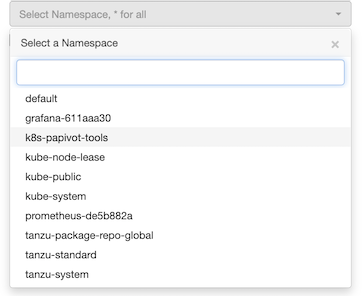 Select Namespace, * for all
Select a Namespace
×
default
grafana-611aaa30
k8s-papivot-tools
kube-node-lease
kube-public
kube-system
prometheus-de5b882a
tanzu-package-repo-global
tanzu-standard
tanzu-system